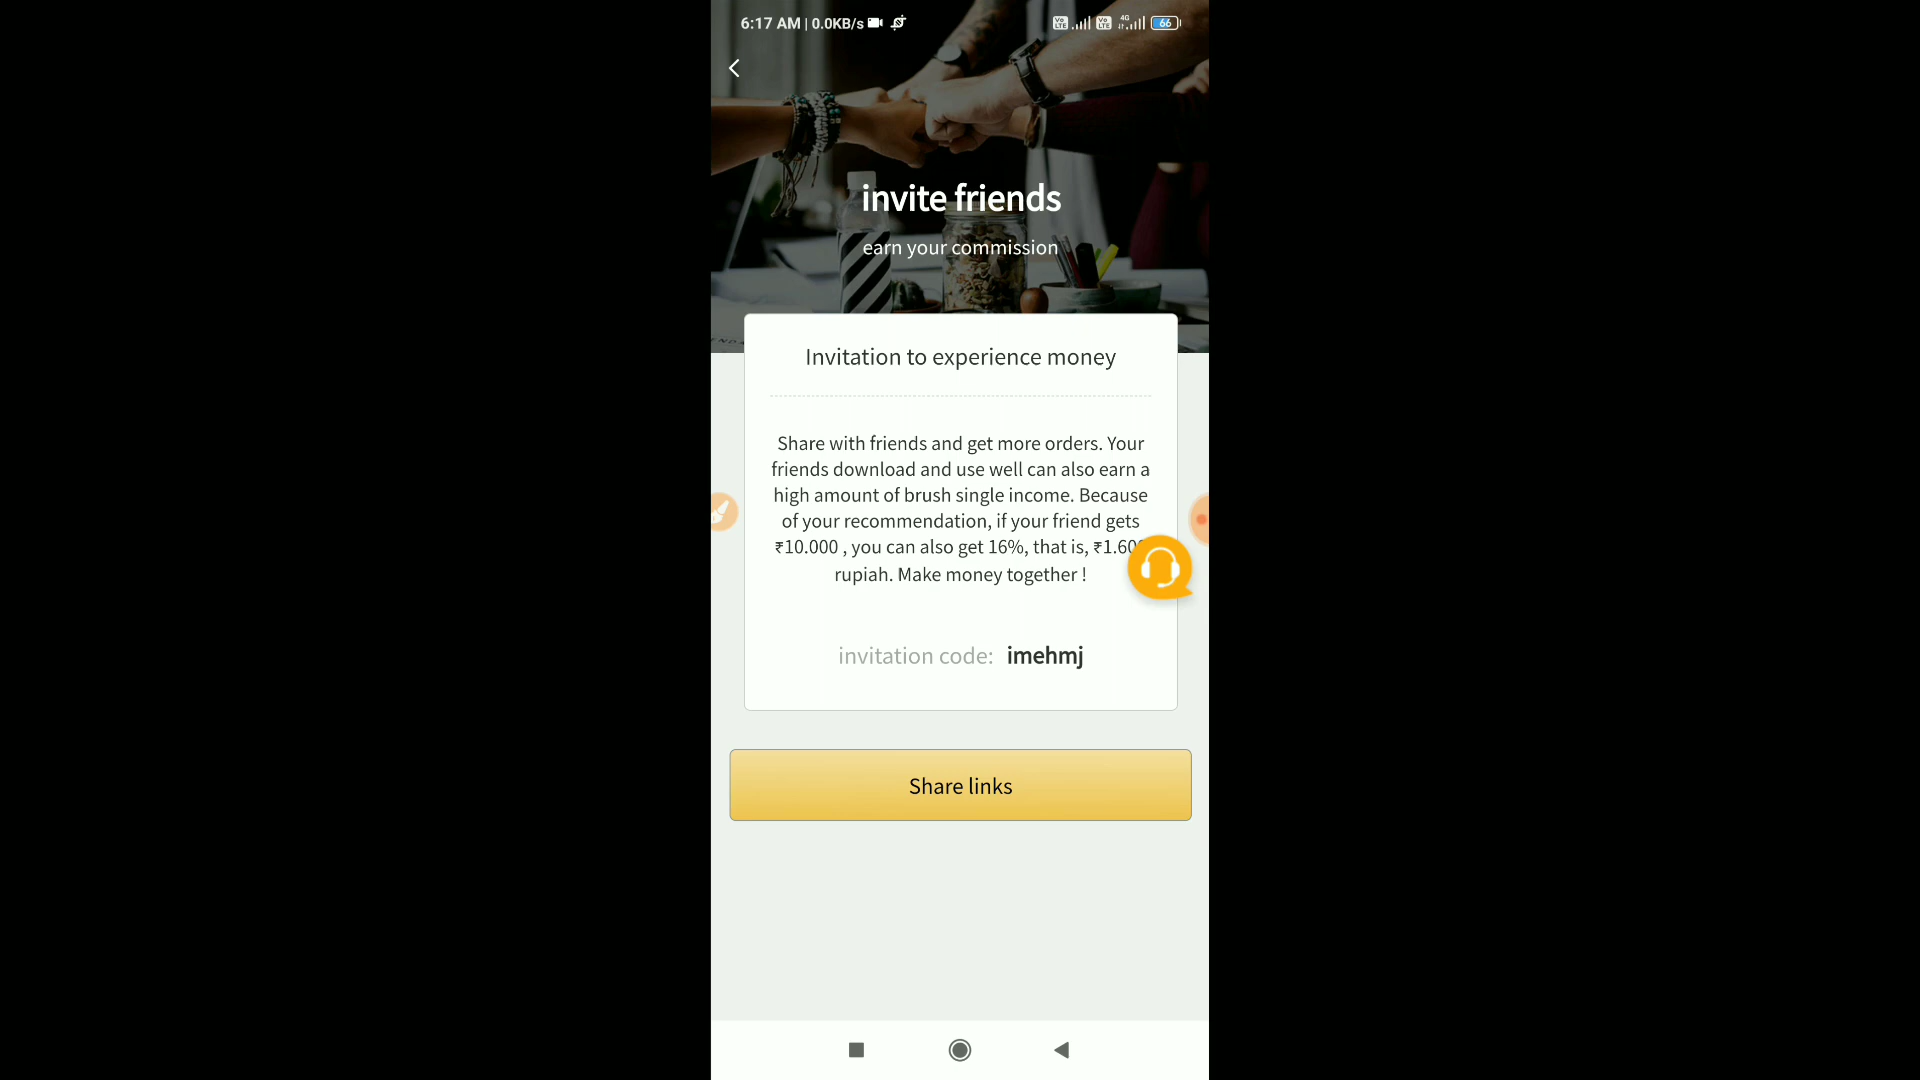 6:17 AM | 0.0KB/s
4G
66
invite friends
earn your commission
Invitation to experience money
Share with friends and get more orders. Your
friends download and use well can also earn a
high amount of brush single income. Because
of your recommendation, if your friend gets
₹10.000 , you can also get 16%, that is,
rupiah. Make money together !
invitation code: imehmj
Share links